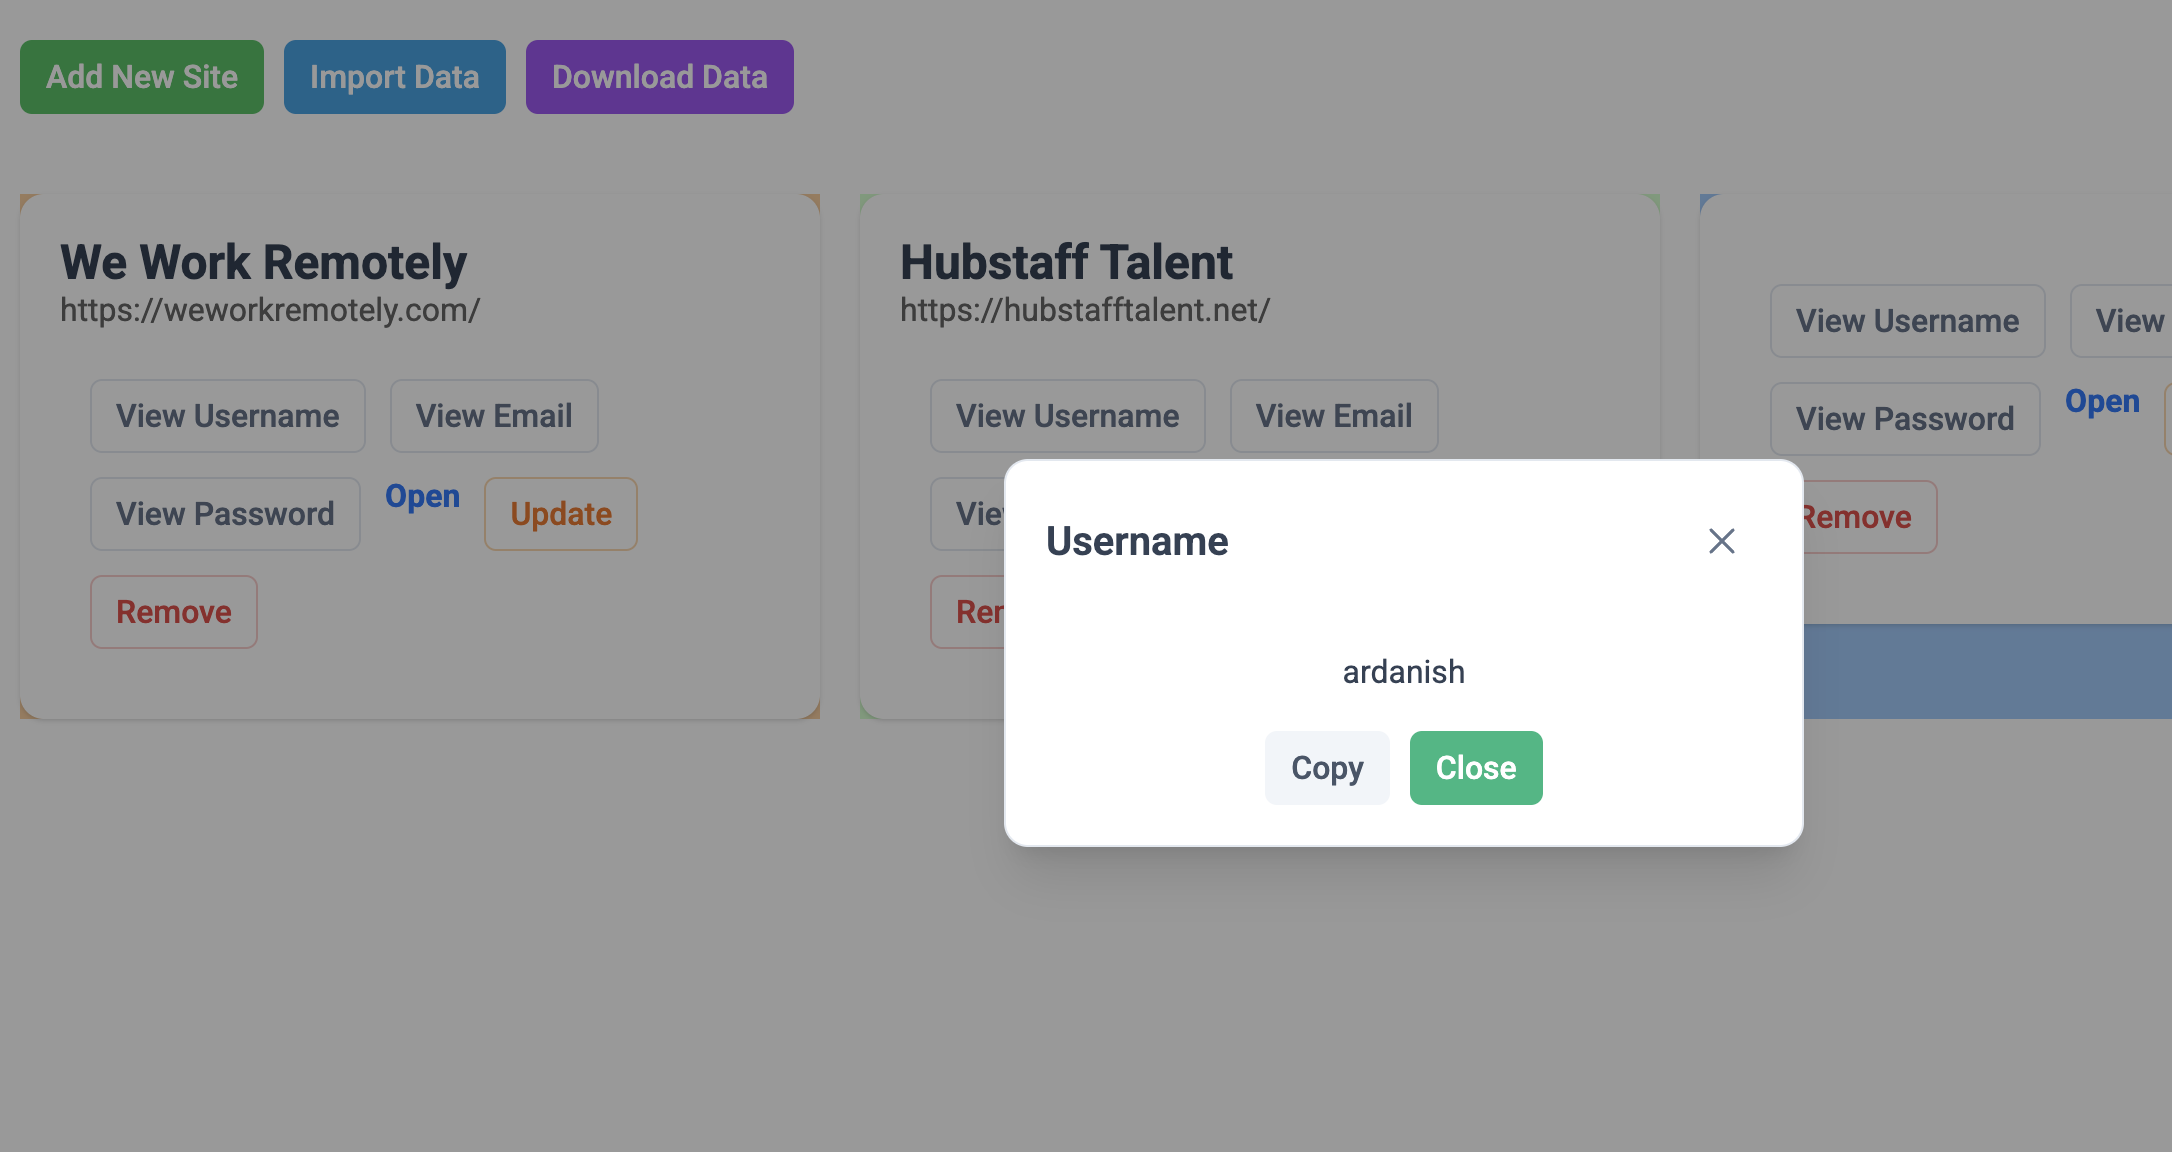 Add New Site Import Data Download Data
We Work Remotely
https://weworkremotely.com/
View Username View Email
View Password Open Update
Remove
Hubstaff Talent
https://hubstafftalent.net/
View Username View Email
View Username View
View Password Open
Remove
Username
ardanish
Copy Close